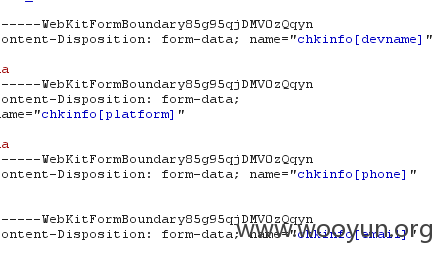 -----WebKitFormBoundary85g95qjDMVOzQqyn
ontent-Disposition: form-data; name="chkinfo[devname]"
a
-----WebKitFormBoundary85g95qjDMVOzQqyn
ontent-Disposition: form-data;
ame="chkinfo[platform]"
a
-----WebKitFormBoundary85g95qjDMVOzQqyn
ontent-Disposition: form-data; name="chkinfo[phone]"
-----WebKitFormBoundary85g95qjDMVOzQqyn
ontent-Disposition: form-data; name="chkinfo[email]"
www.wooyun.org